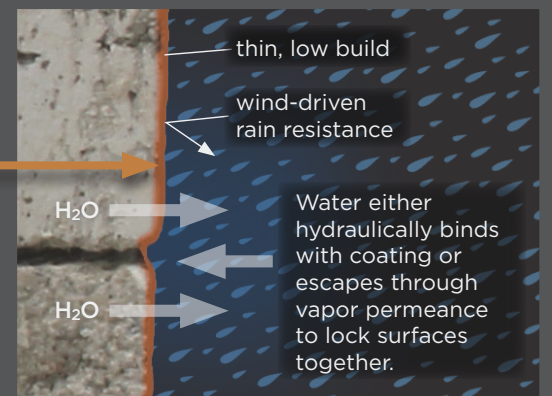 thin, low build
wind-driven
rain resistance
H₂O
Water either
hydraulically binds
with coating or
escapes through
vapor permeance
to lock surfaces
together.
H₂O